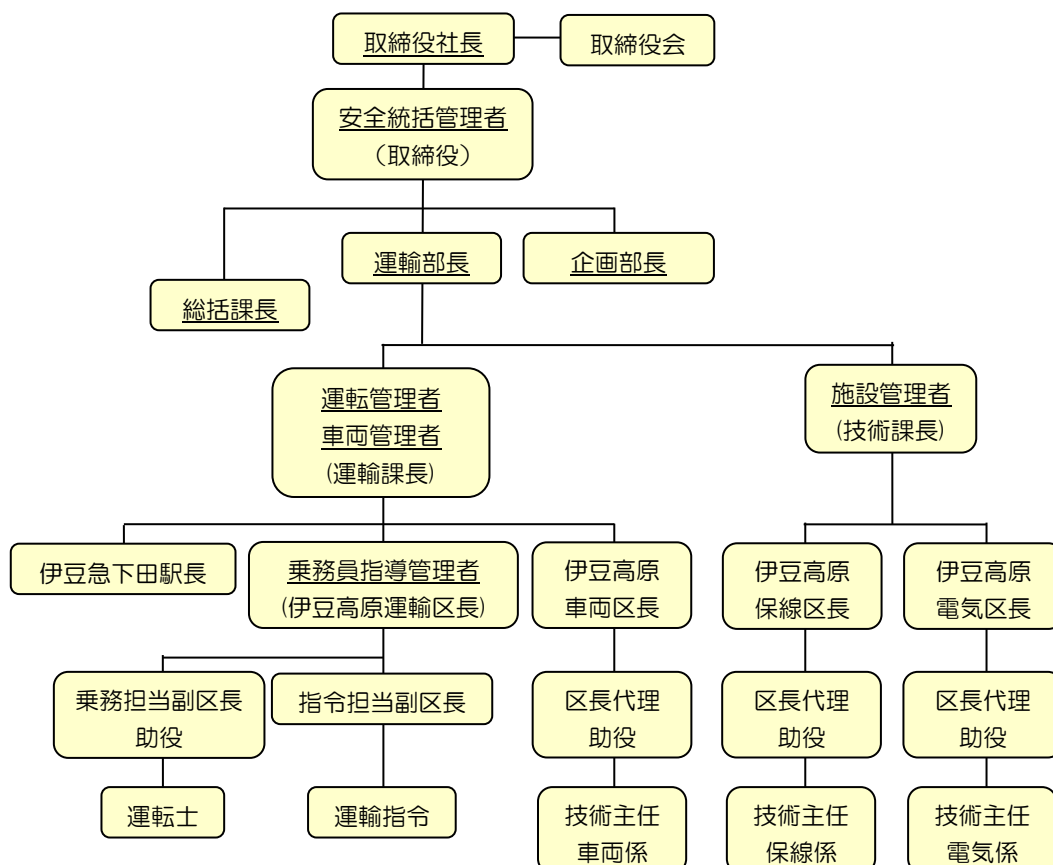 取締役社長
取締役会
安全統括管理者
（取締役）
運輸部長
企画部長
総括課長
運転管理者
車両管理者
(運輸課長)
施設管理者
(技術課長)
伊豆急下田駅長
乗務員指導管理者
(伊豆高原運輸区長)
伊豆高原
車両区長
伊豆高原
保線区長
伊豆高原
電気区長
乗務担当副区長
助役
指令担当副区長
区長代理
助役
区長代理
助役
区長代理
助役
運転士
運輸指令
技術主任
車両係
技術主任
保線係
技術主任
電気係